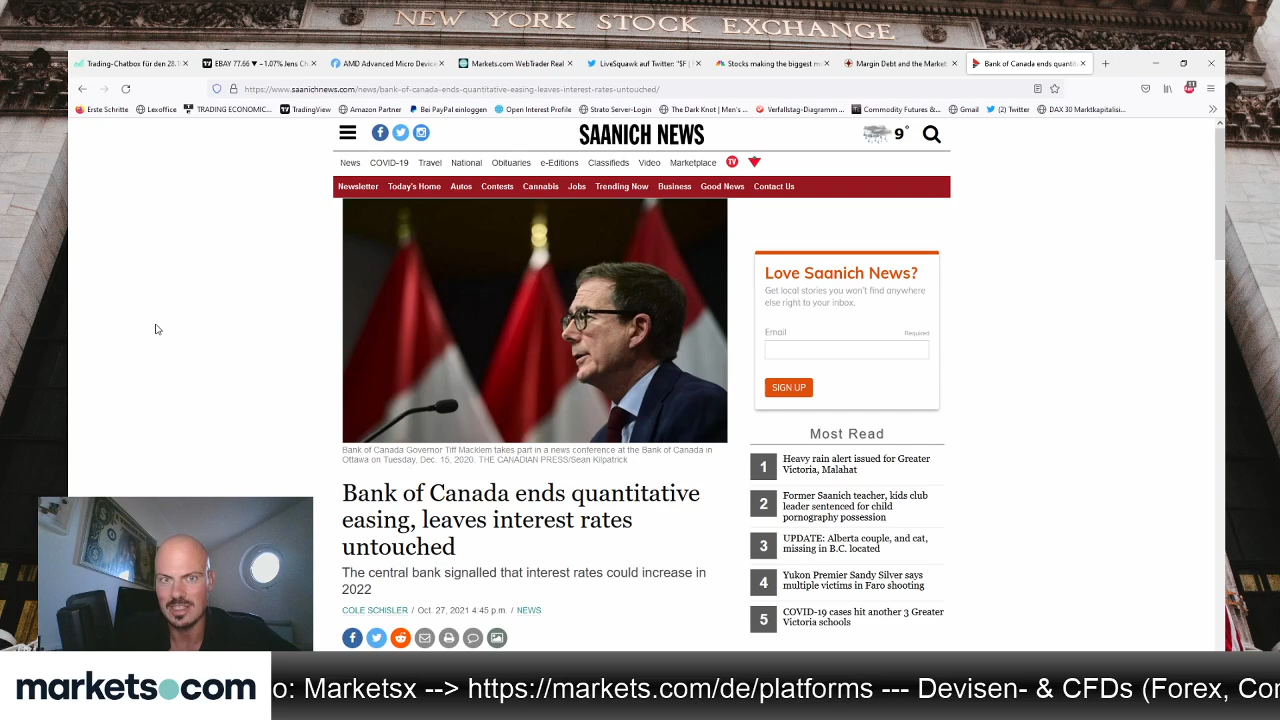 NEW YORK STOCK EXCHANGE
Trading-Chatbox für den 28.1
EBAY 77.66 ▼ −1.07% Jens Ch
AMD Advanced Micro Device
Markets.com WebTrader Real
LiveSquawk auf Twitter: "SF |
Stocks making the biggest m
Margin Debt and the Market
Bank of Canada ends quantit
https://www.saanichnews.com/news/bank-of-canada-ends-quantitative-easing-leaves-interest-rates-untouched/
Erste Schritte
Lexoffice
TRADING ECONOMIC...
TradingView
Amazon Partner
Bei PayPal einloggen
Open Interest Profile
Strato Server-Login
The Dark Knot | Men's ...
Verfallstag-Diagramm ...
Commodity Futures &...
Gmail
(2) Twitter
DAX 30 Marktkapitalisi...
SAANICH NEWS
9°
News COVID-19 Travel National Obituaries e-Editions Classifieds Video Marketplace TV
Newsletter Today's Home Autos Contests Cannabis Jobs Trending Now Business Good News Contact Us
Bank of Canada Governor Tiff Macklem takes part in a news conference at the Bank of Canada in
Ottawa on Tuesday, Dec. 15, 2020. THE CANADIAN PRESS/Sean Kilpatrick
Bank of Canada ends quantitative
easing, leaves interest rates
untouched
The central bank signalled that interest rates could increase in
2022
COLE SCHISLER / Oct. 27, 2021 4:45 p.m. / NEWS
Love Saanich News?
Get local stories you won't find anywhere
else right to your inbox.
Email
Required
SIGN UP
Most Read
1
Heavy rain alert issued for Greater
Victoria, Malahat
2
Former Saanich teacher, kids club
leader sentenced for child
pornography possession
3
UPDATE: Alberta couple, and cat,
missing in B.C. located
4
Yukon Premier Sandy Silver says
multiple victims in Faro shooting
5
COVID-19 cases hit another 3 Greater
Victoria schools
markets.com
o: Marketsx --> https://markets.com/de/platforms --- Devisen- & CFDs (Forex, Cor